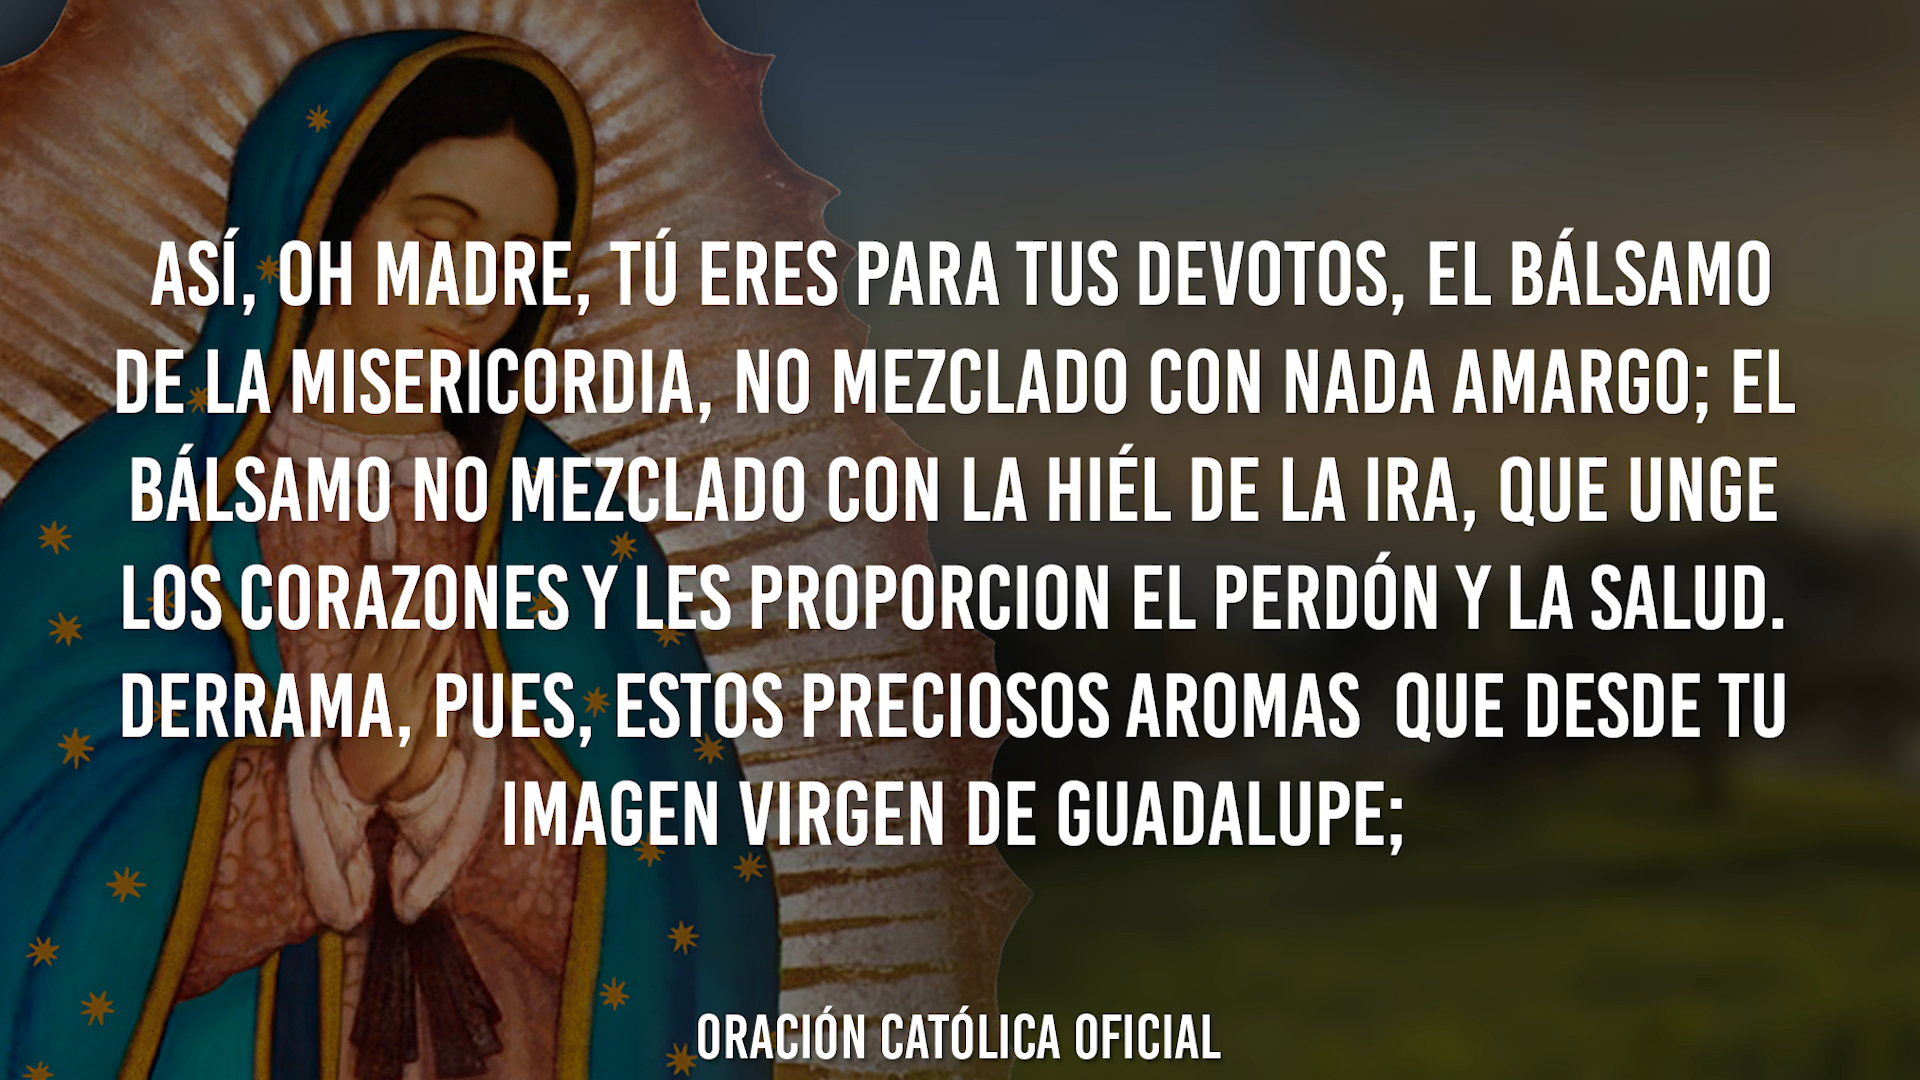 ASÍ, OH MADRE, TÚ ERES PARA TUS DEVOTOS, EL BÁLSAMO
DE LA MISERICORDIA, NO MEZCLADO CON NADA AMARGO; EL
BÁLSAMO NO MEZCLADO CON LA HIÉL DE LA IRA, QUE UNGE
LOS CORAZONES Y LES PROPORCION EL PERDÓN Y LA SALUD.
DERRAMA, PUES, ESTOS PRECIOSOS AROMAS QUE DESDE TU
IMAGEN VIRGEN DE GUADALUPE;
ORACIÓN CATÓLICA OFICIAL